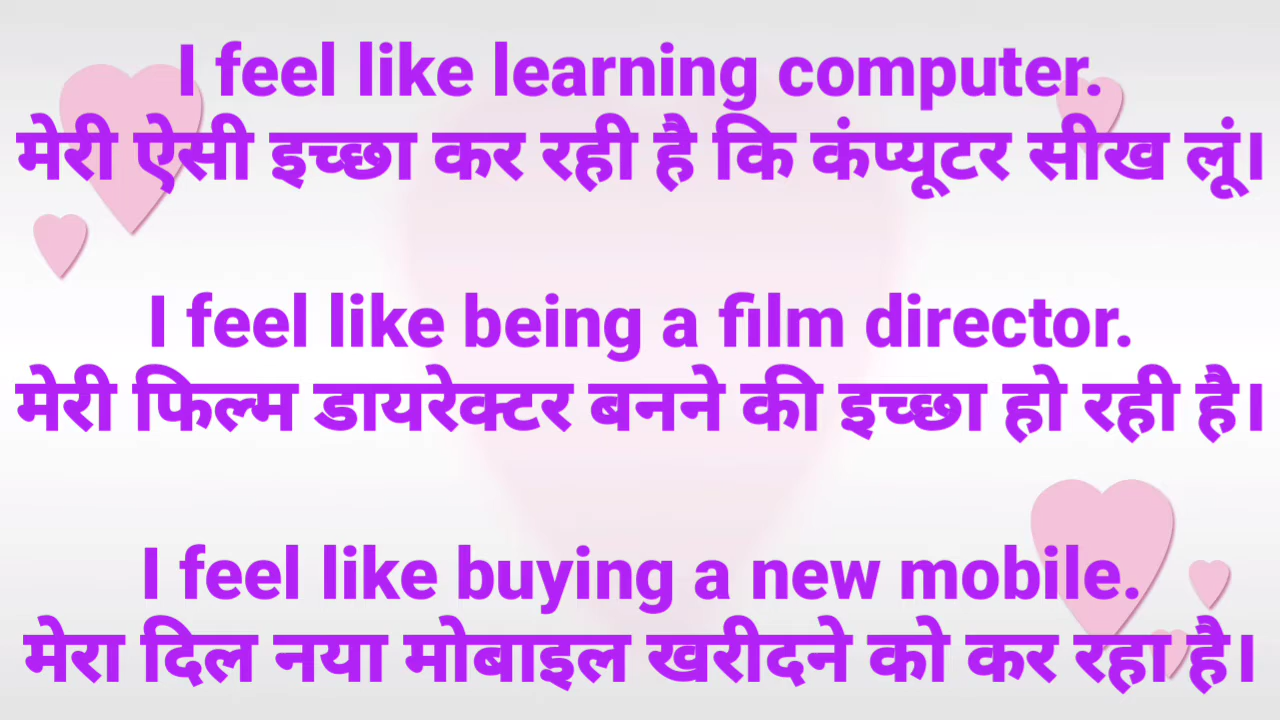 I feel like learning computer.
मेरी ऐसी इच्छा कर रही है कि कंप्यूटर सीख लूं।
I feel like being a film director.
मेरी फिल्म डायरेक्टर बनने की इच्छा हो रही है।
I feel like buying a new mobile.
मेरा दिल नया मोबाइल खरीदने को कर रहा है।